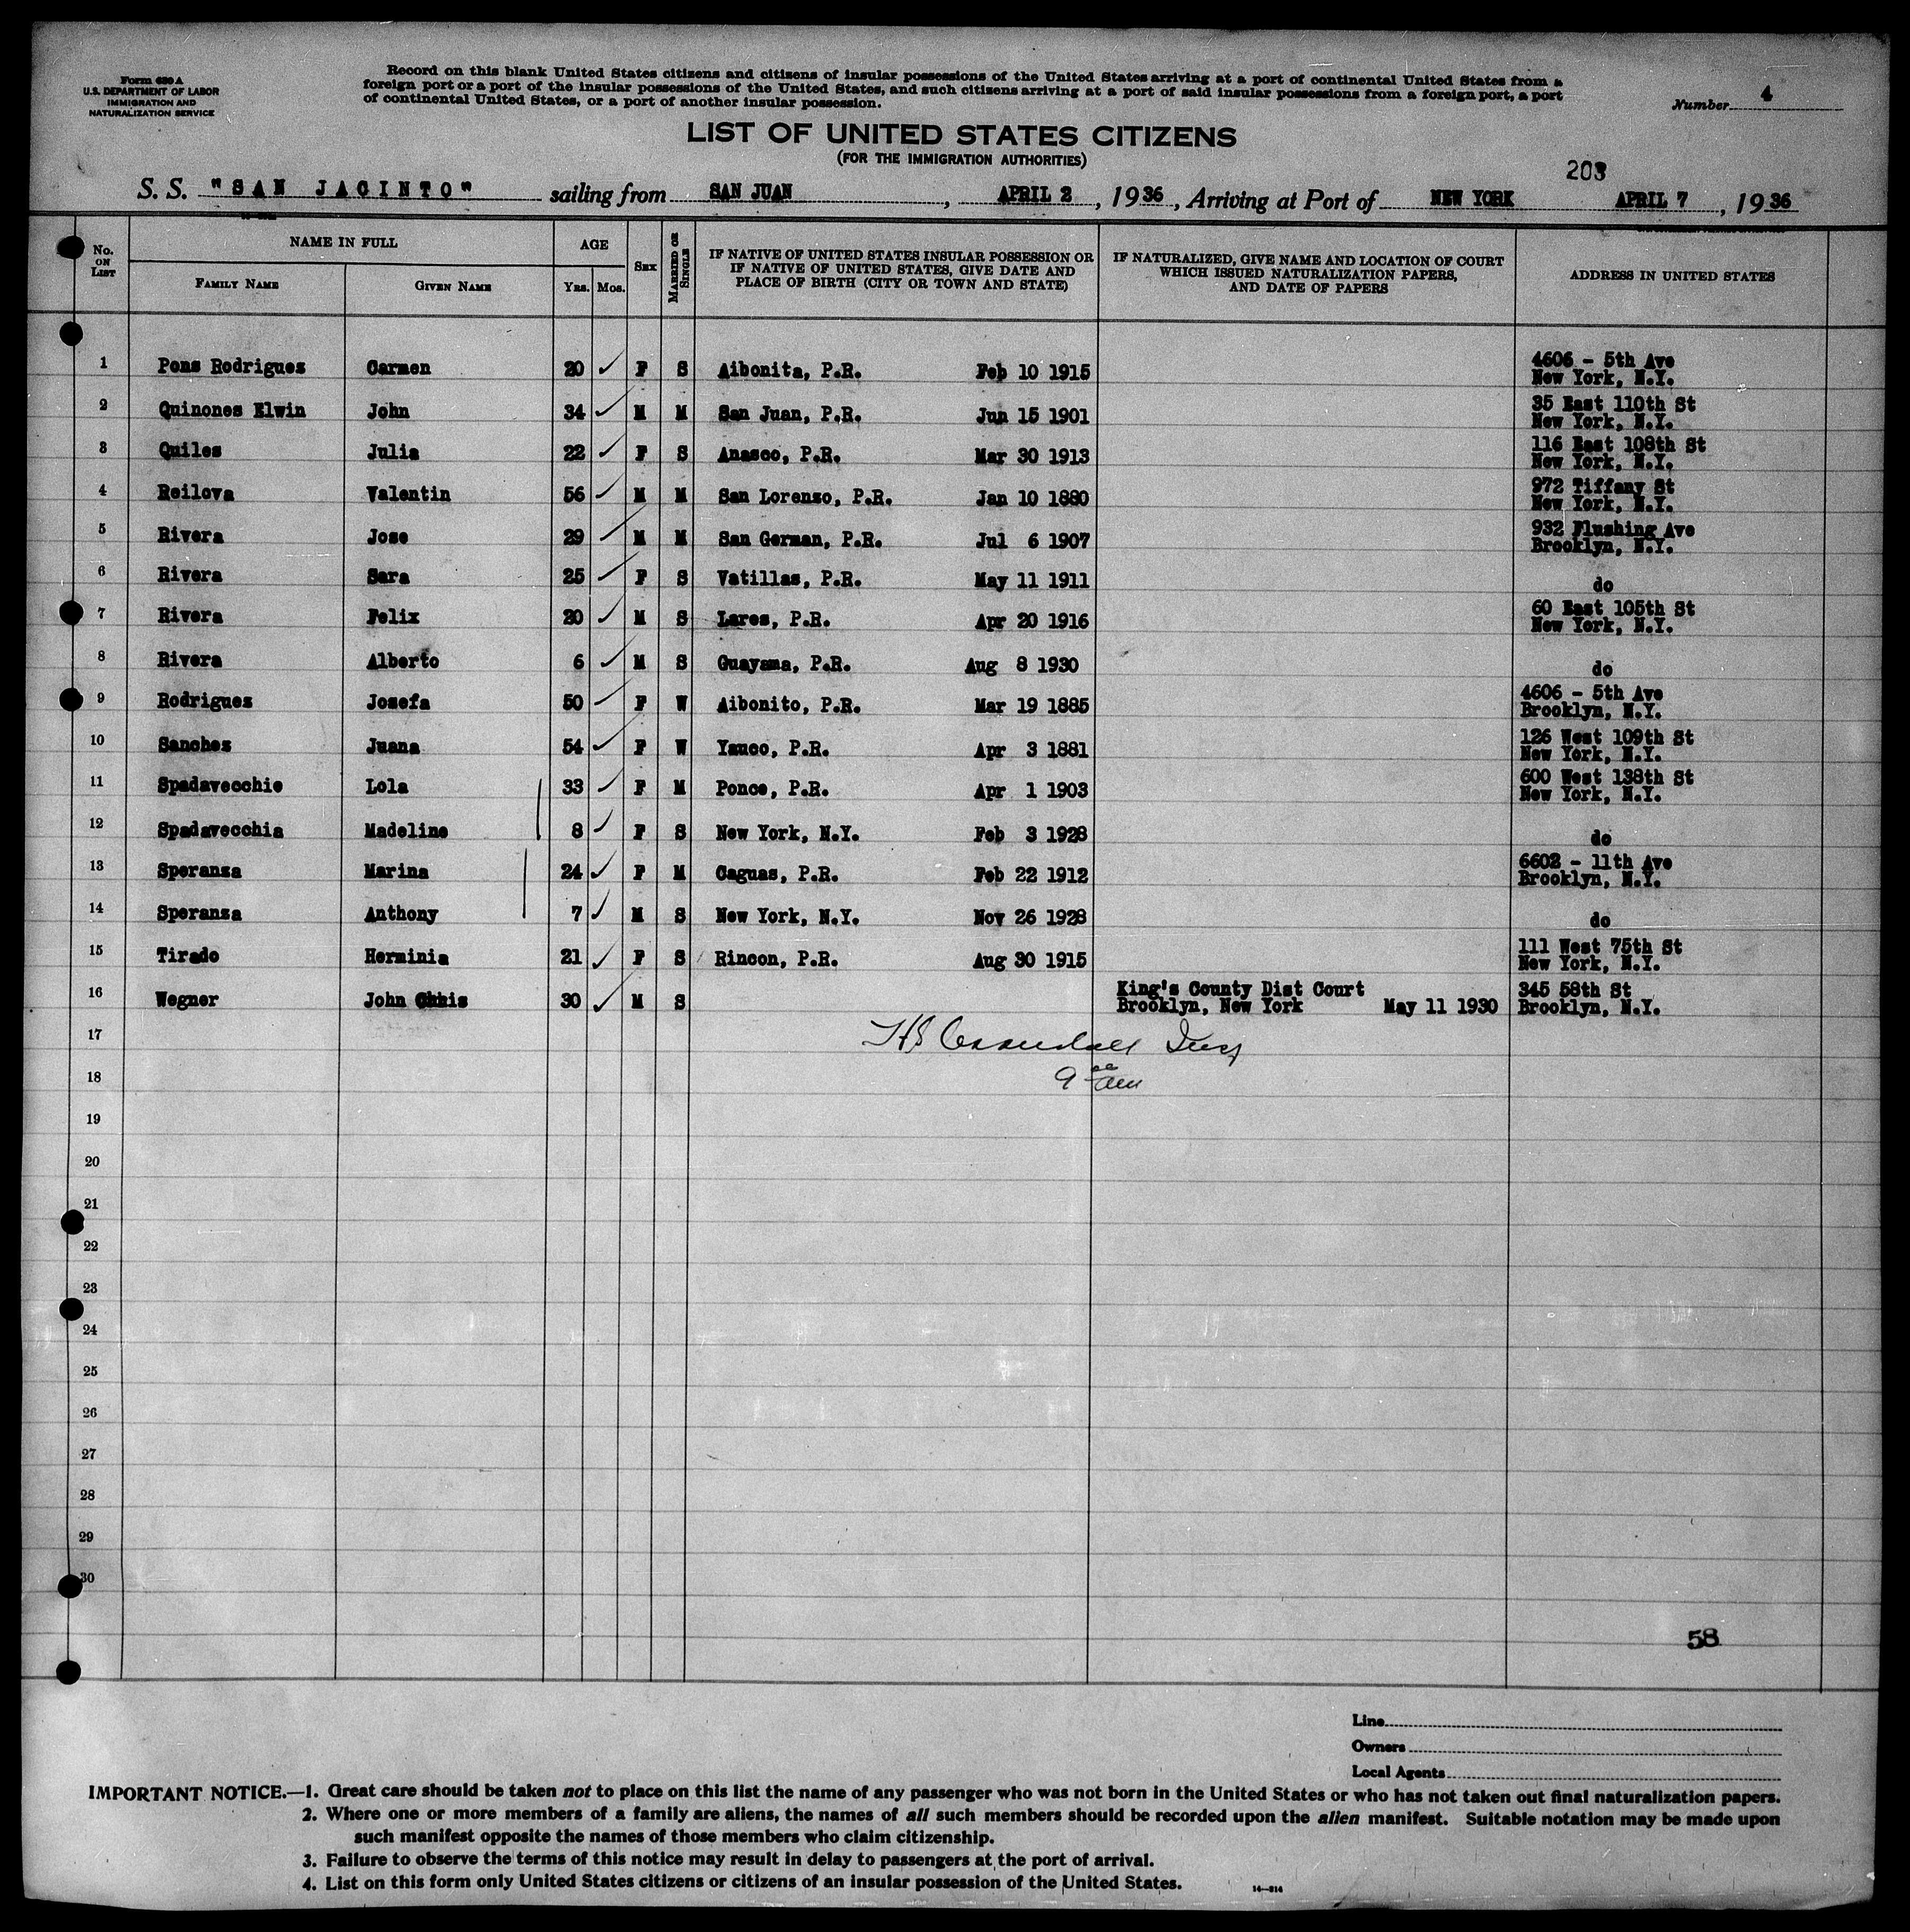 Form 630 A
U.S. DEPARTMENT OF LABOR
IMMIGRATION AND
NATURALIZATION SERVICE
Record on this blank United States citizens and citizens of insular possessions of the United States arriving at a port of continental United States from a
foreign port or a port of the insular possessions of the United States, and such citizens arriving at a port of said insular possessions from a foreign port, a port
of continental United States, or a port of another insular possession.
Number 4
LIST OF UNITED STATES CITIZENS
(FOR THE IMMIGRATION AUTHORITIES)
203
S. S. "SAN JACINTO" sailing from SAN JUAN, APRIL 2, 1936, Arriving at Port of NEW YORK APRIL 7, 1936
No. ON LIST
NAME IN FULL
FAMILY NAME
GIVEN NAME
AGE
YRS. MOS.
SEX
MARRIED OR SINGLE
IF NATIVE OF UNITED STATES INSULAR POSSESSION OR
IF NATIVE OF UNITED STATES, GIVE DATE AND
PLACE OF BIRTH (CITY OR TOWN AND STATE)
IF NATURALIZED, GIVE NAME AND LOCATION OF COURT
WHICH ISSUED NATURALIZATION PAPERS,
AND DATE OF PAPERS
ADDRESS IN UNITED STATES
1 Pons Rodrigues Carmen 20 ✓ F S Aibonita, P.R. Feb 10 1915 4606 - 5th Ave
New York, N.Y.
2 Quinones Elwin John 34 ✓ M M San Juan, P.R. Jun 15 1901 35 East 110th St
New York, N.Y.
3 Quiles Julia 22 ✓ F S Anasco, P.R. Mar 30 1913 116 East 108th St
New York, N.Y.
4 Reilova Valentin 56 ✓ M M San Lorenzo, P.R. Jan 10 1880 972 Tiffany St
New York, N.Y.
5 Rivera Jose 29 ✓ M M San German, P.R. Jul 6 1907 932 Flushing Ave
Brooklyn, N.Y.
6 Rivera Sara 25 ✓ F S Vatillas, P.R. May 11 1911 do
7 Rivera Felix 20 ✓ M S Lares, P.R. Apr 20 1916 60 East 105th St
New York, N.Y.
8 Rivera Alberto 6 ✓ M S Guayama, P.R. Aug 8 1930 do
9 Rodrigues Josefa 50 ✓ F W Aibonito, P.R. Mar 19 1885 4606 - 5th Ave
Brooklyn, N.Y.
10 Sanchez Juana 54 ✓ F W Yauco, P.R. Apr 3 1881 126 West 109th St
New York, N.Y.
11 Spadavecchio Lola 33 ✓ F M Ponce, P.R. Apr 1 1903 600 West 138th St
New York, N.Y.
12 Spadavecchia Madeline 8 ✓ F S New York, N.Y. Feb 3 1928 do
13 Speranza Marina 24 ✓ F M Caguas, P.R. Feb 22 1912 6602 - 11th Ave
Brooklyn, N.Y.
14 Speranza Anthony 7 ✓ M S New York, N.Y. Nov 26 1928 do
15 Tirado Herminia 21 ✓ F S Rincon, P.R. Aug 30 1915 111 West 75th St
New York, N.Y.
16 Wegner John Chris 30 ✓ M S King's County Dist Court 345 58th St
Brooklyn, New York May 11 1930 Brooklyn, N.Y.
17
18 9 am
19
20
21
22
23
24
25
26
27
28
29
30
58
Line
Owners
Local Agents
IMPORTANT NOTICE.—1. Great care should be taken not to place on this list the name of any passenger who was not born in the United States or who has not taken out final naturalization papers.
2. Where one or more members of a family are aliens, the names of all such members should be recorded upon the alien manifest. Suitable notation may be made upon
such manifest opposite the names of those members who claim citizenship.
3. Failure to observe the terms of this notice may result in delay to passengers at the port of arrival.
4. List on this form only United States citizens or citizens of an insular possession of the United States.
14—814